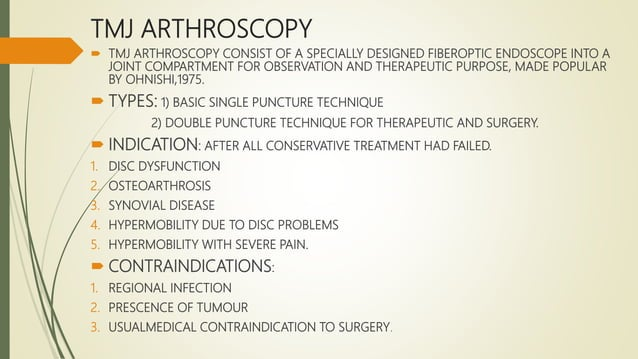 TMJ ARTHROSCOPY
TMJ ARTHROSCOPY CONSIST OF A SPECIALLY DESIGNED FIBEROPTIC ENDOSCOPE INTO A
JOINT COMPARTMENT FOR OBSERVATION AND THERAPEUTIC PURPOSE, MADE POPULAR
BY OHNISHI,1975.
TYPES: 1) BASIC SINGLE PUNCTURE TECHNIQUE
2) DOUBLE PUNCTURE TECHNIQUE FOR THERAPEUTIC AND SURGERY.
INDICATION: AFTER ALL CONSERVATIVE TREATMENT HAD FAILED.
1. DISC DYSFUNCTION
2. OSTEOARTHROSIS
3. SYNOVIAL DISEASE
4. HYPERMOBILITY DUE TO DISC PROBLEMS
5. HYPERMOBILITY WITH SEVERE PAIN.
CONTRAINDICATIONS:
1. REGIONAL INFECTION
2. PRESCENCE OF TUMOUR
3. USUALMEDICAL CONTRAINDICATION TO SURGERY.